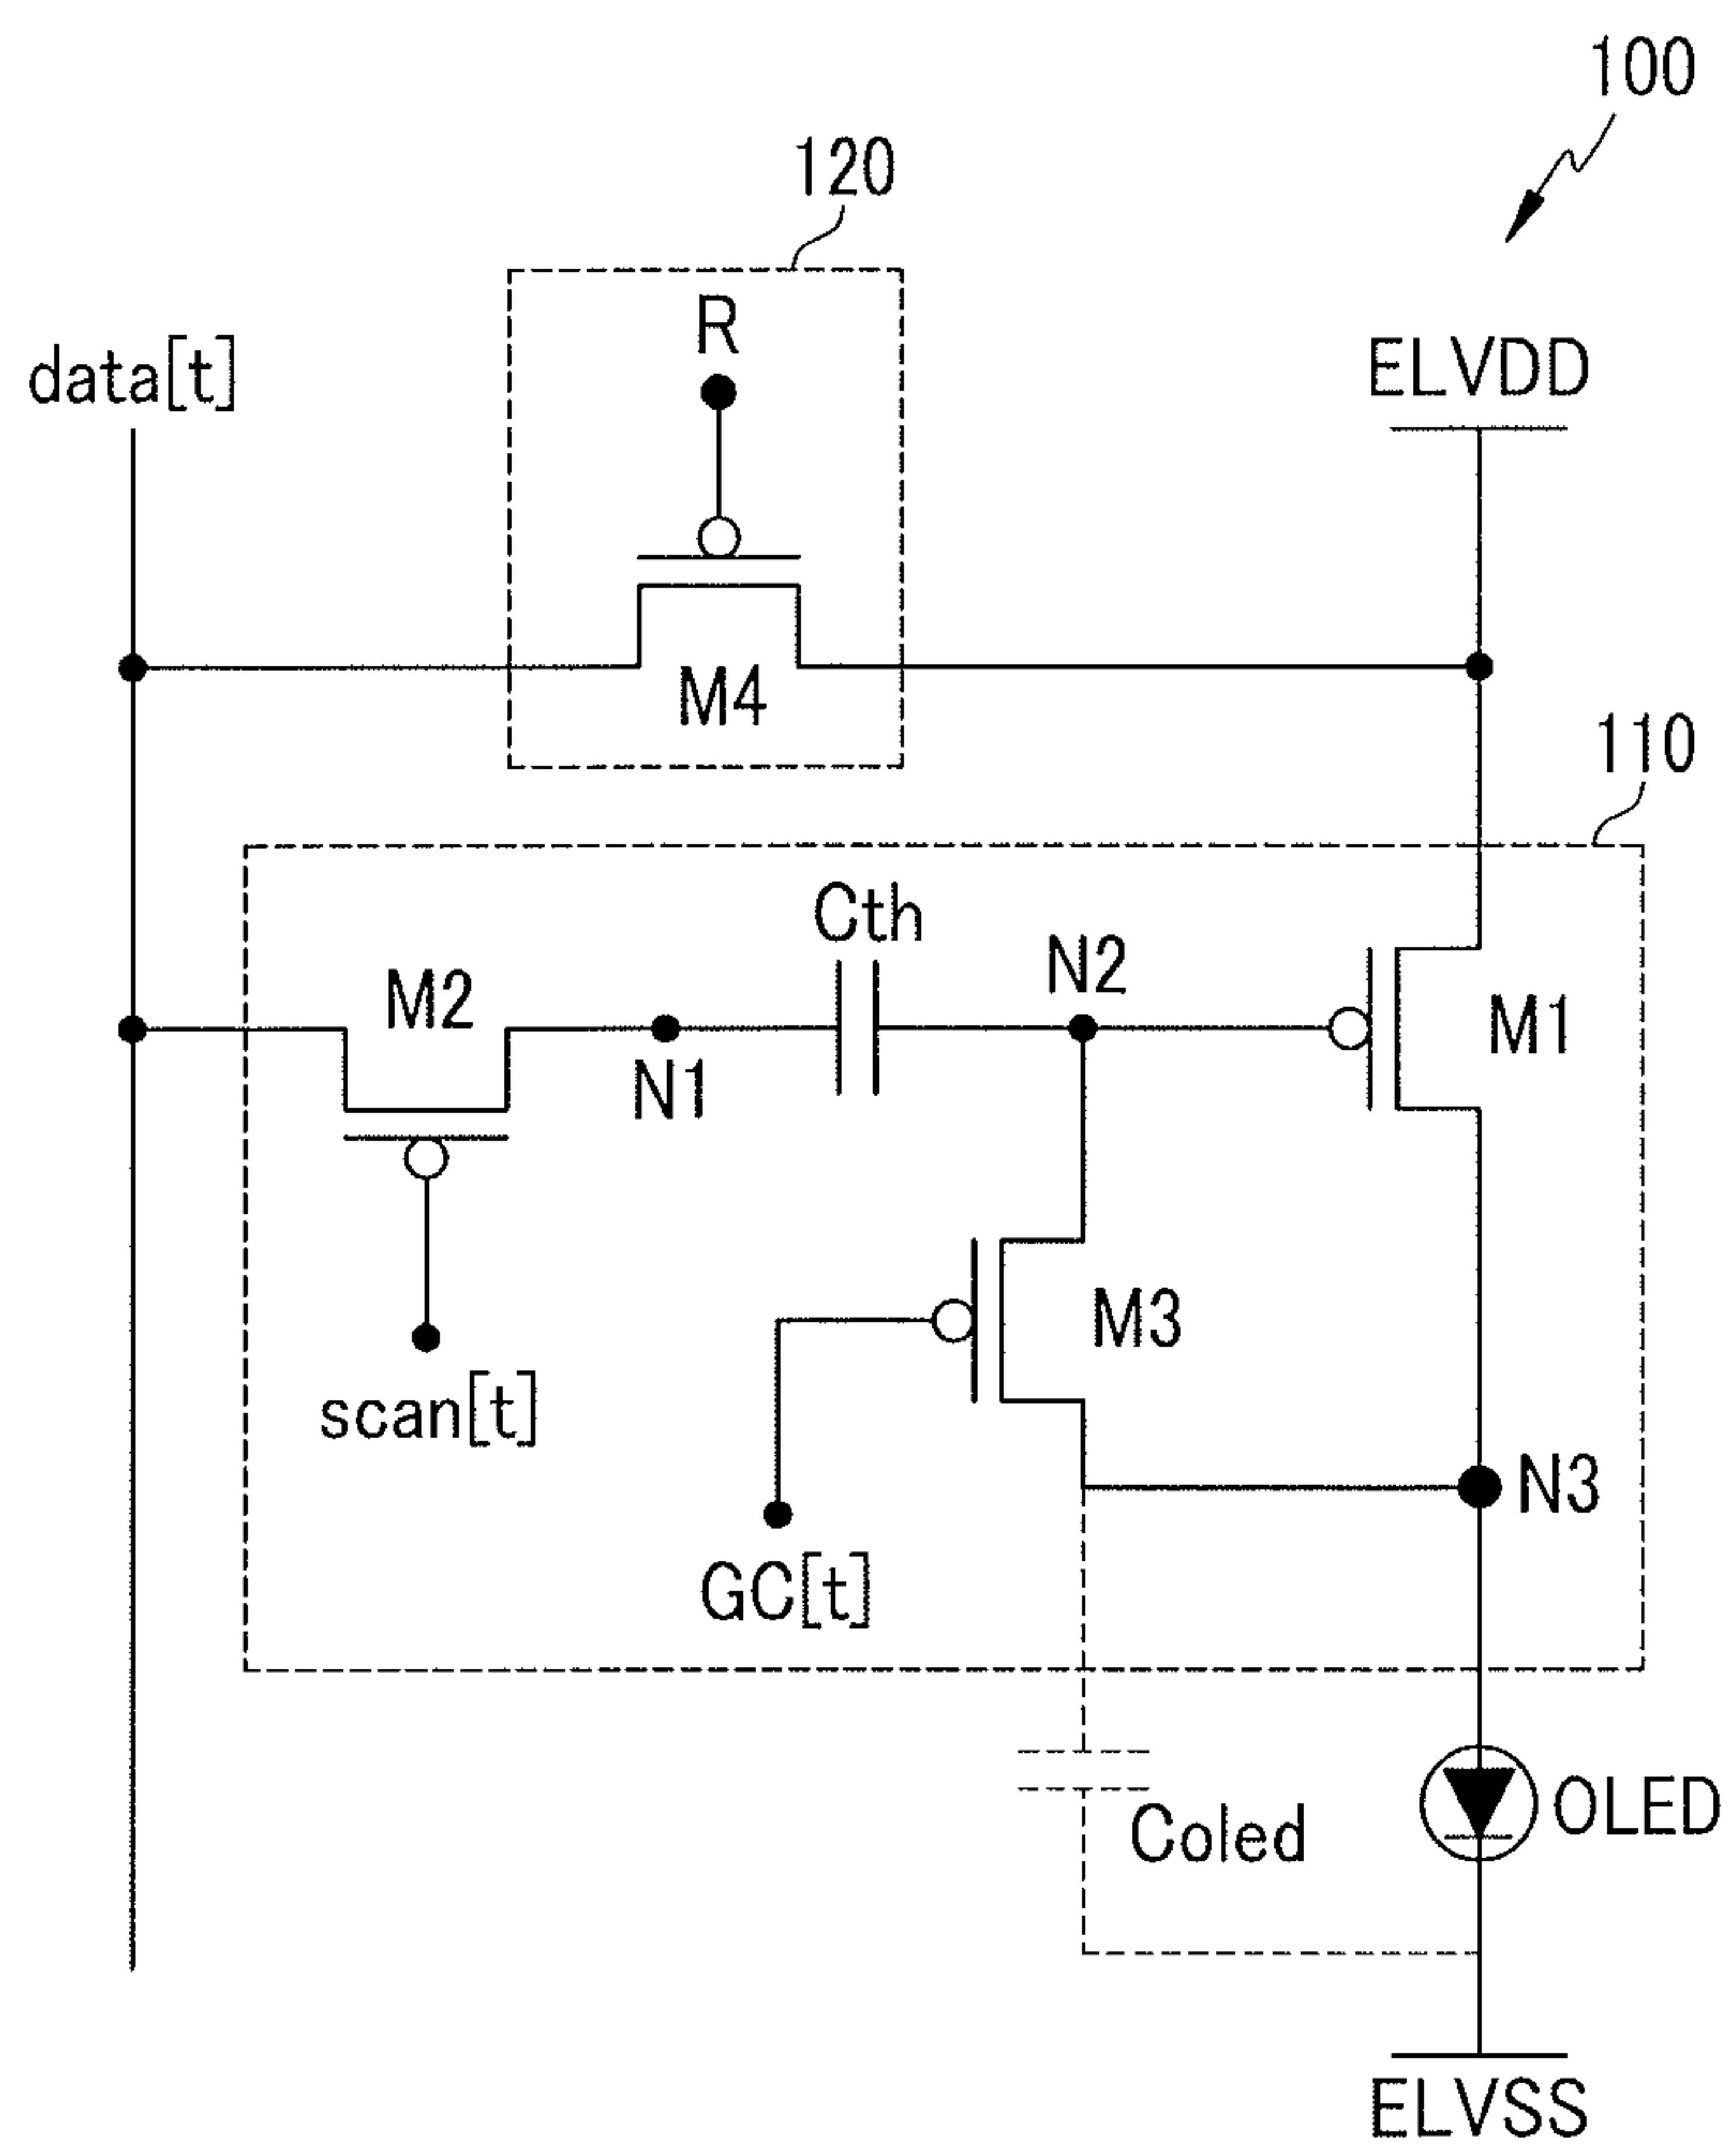 100
120
R
data[t]
ELVDD
M4
110
Cth
N2
M2
M1
N1
M3
scan[t]
N3
GC[t]
OLED
Coled
ELVSS